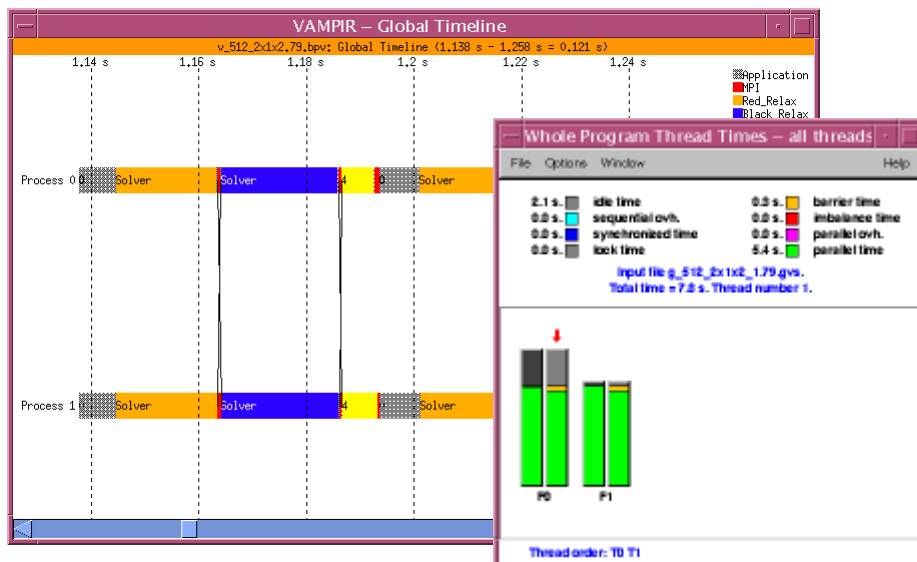 VAMPIR – Global Timeline
v_512_2x1x2.79.bpv: Global Timeline (1.138 s - 1.258 s = 0.121 s)
1.14 s 1.16 s 1.18 s 1.2 s 1.22 s 1.24 s
Application
MPI
Red_Relax
Black_Relax
Process 0 0 Solver Solver 4 0 Solver
Process 1 Solver Solver 4 Solver
Whole Program Thread Times – all threads
File Options Window Help
2.1 s. idle time 0.3 s. barrier time
0.0 s. sequential ovh. 0.0 s. imbalance time
0.0 s. synchronized time 0.0 s. parallel ovh.
0.0 s. lock time 5.4 s. parallel time
Input file g_512_2x1x2_1.79.gvs.
Total time = 7.8 s. Thread number 1.
P0 P1
Thread order: T0 T1